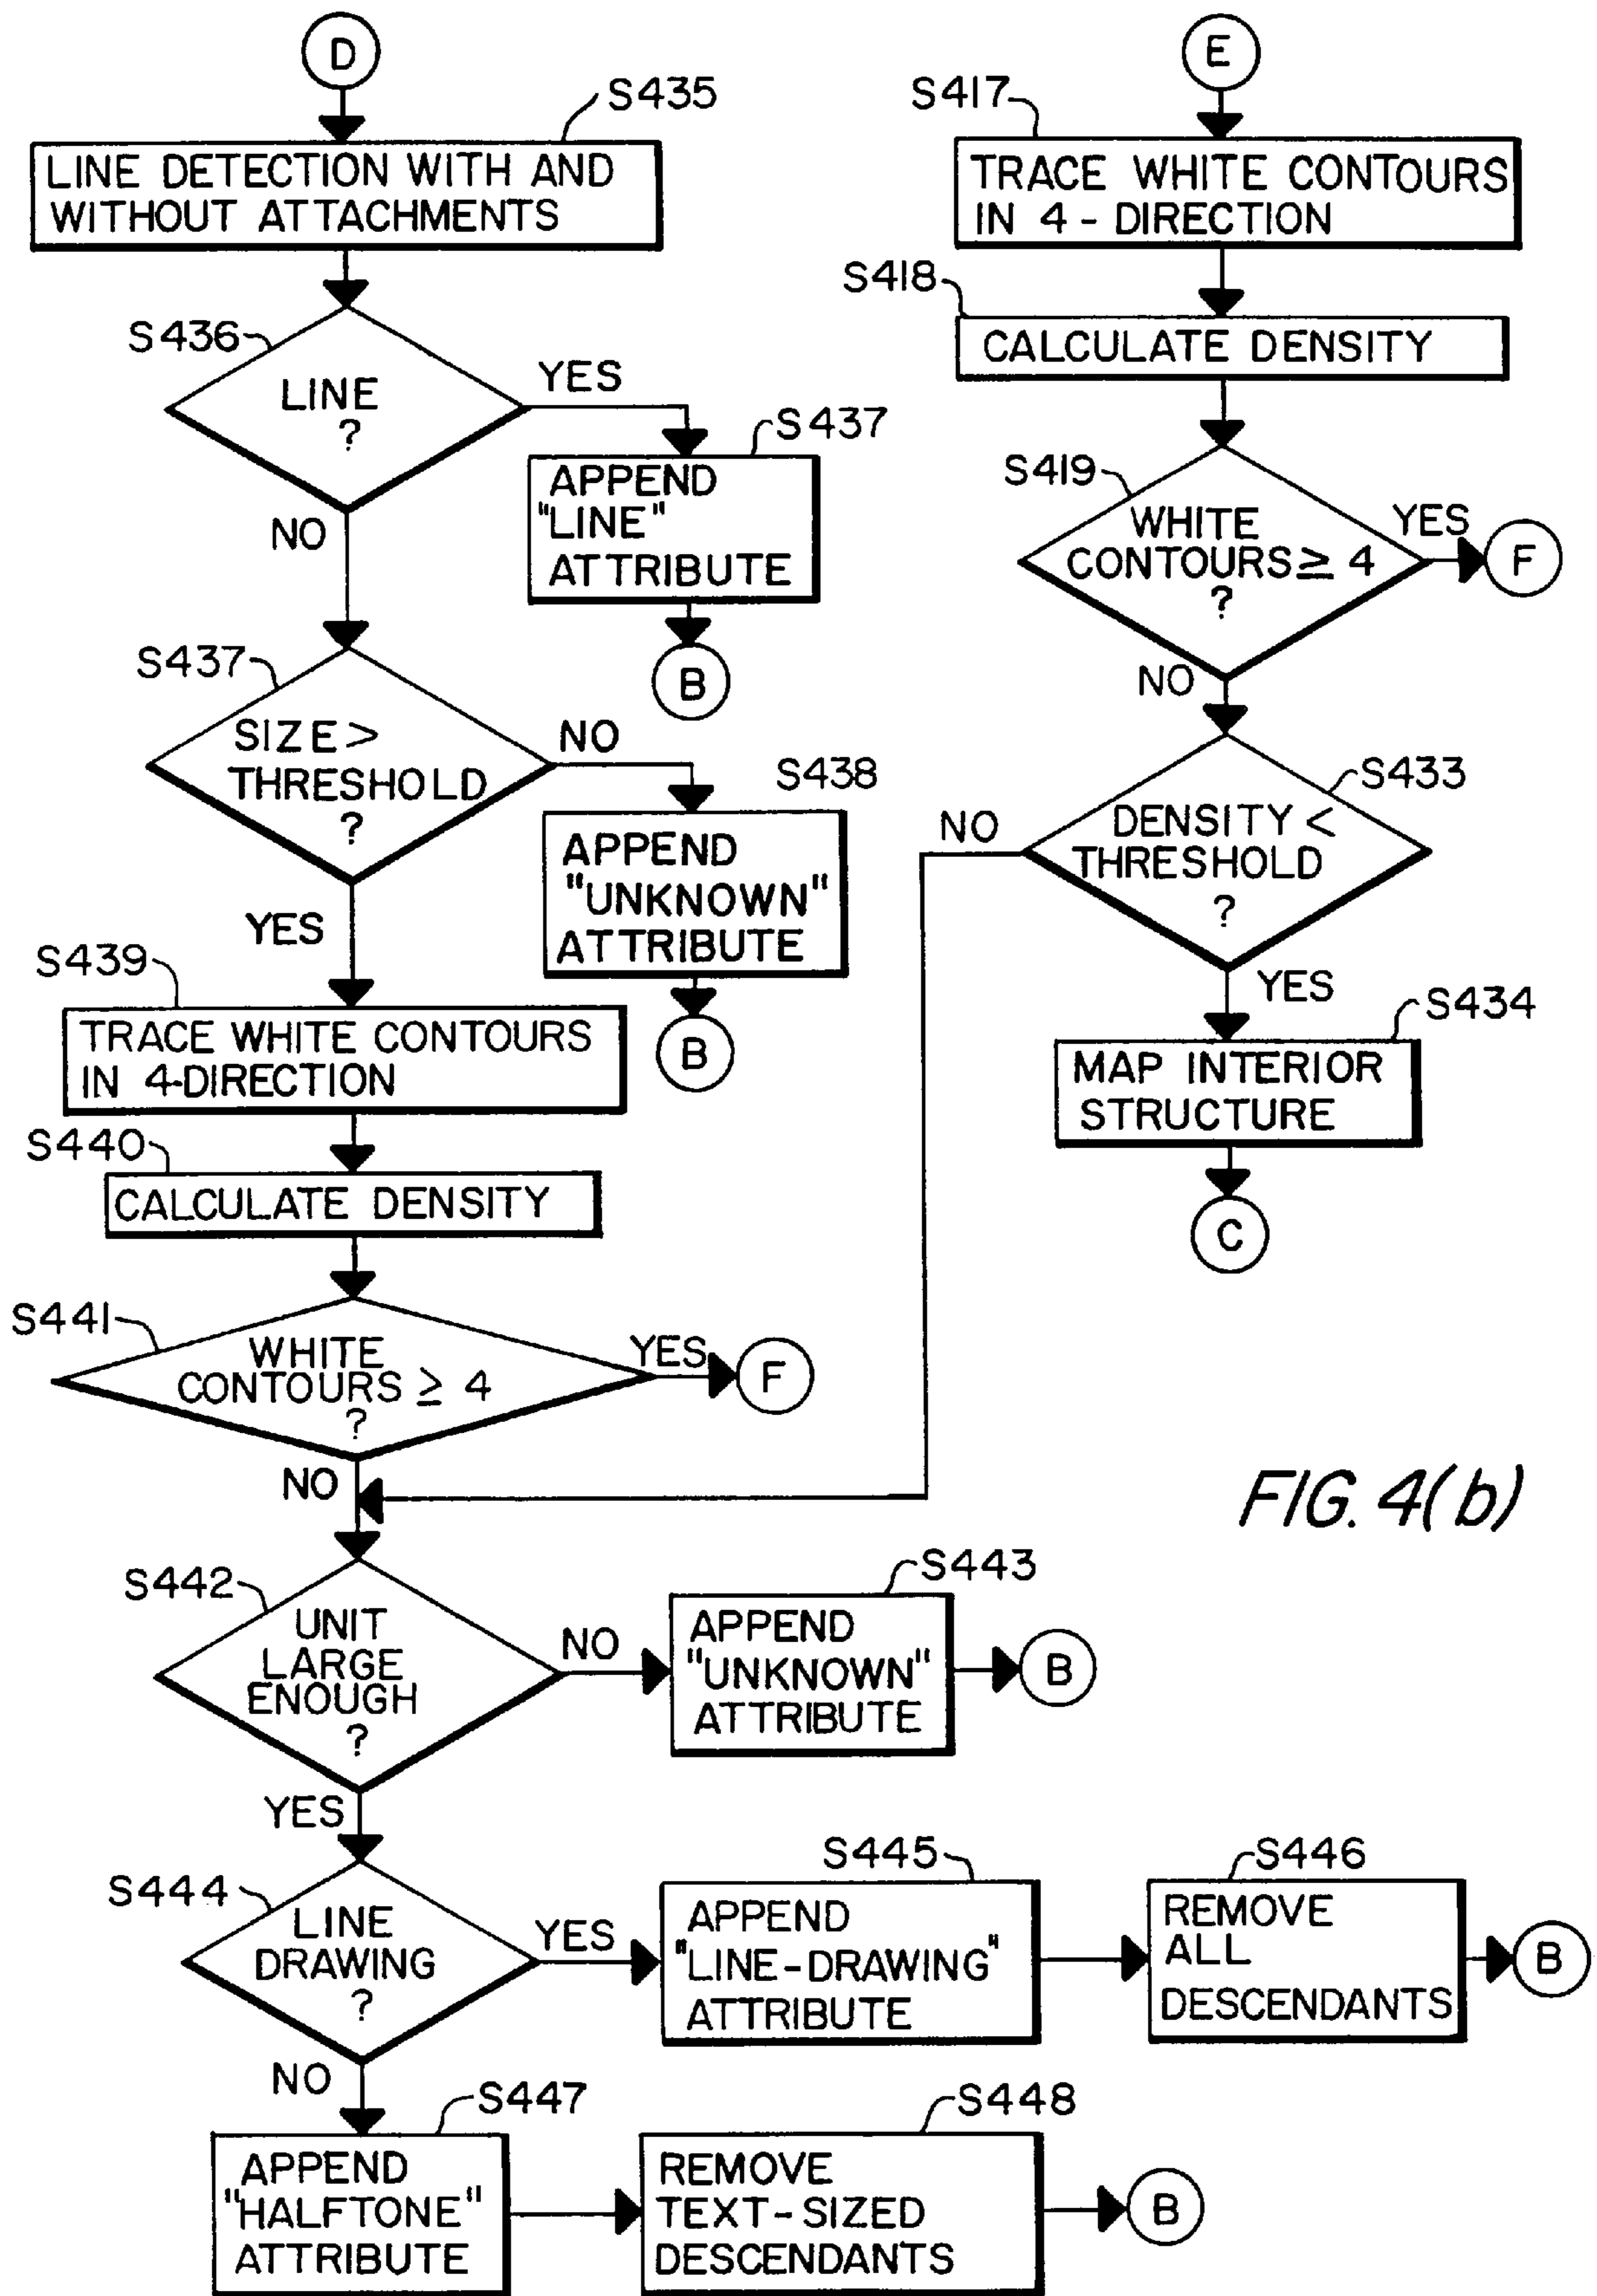 D
S435
LINE DETECTION WITH AND
WITHOUT ATTACHMENTS
S436
LINE
?
YES
NO
S437
APPEND
"LINE"
ATTRIBUTE
B
S437
SIZE >
THRESHOLD
?
NO
YES
S438
APPEND
"UNKNOWN"
ATTRIBUTE
B
S439
TRACE WHITE CONTOURS
IN 4-DIRECTION
S440
CALCULATE DENSITY
S441
WHITE
CONTOURS ≥ 4
?
YES
F
NO
S442
UNIT
LARGE
ENOUGH
?
NO
S443
APPEND
"UNKNOWN"
ATTRIBUTE
B
YES
S444
LINE
DRAWING
?
YES
S445
APPEND
"LINE-DRAWING"
ATTRIBUTE
S446
REMOVE
ALL
DESCENDANTS
B
NO
S447
APPEND
"HALFTONE"
ATTRIBUTE
S448
REMOVE
TEXT-SIZED
DESCENDANTS
B
E
S417
TRACE WHITE CONTOURS
IN 4-DIRECTION
S418
CALCULATE DENSITY
S419
WHITE
CONTOURS ≥ 4
?
YES
F
NO
S433
DENSITY <
THRESHOLD
?
NO
YES
S434
MAP INTERIOR
STRUCTURE
C
FIG. 4(b)